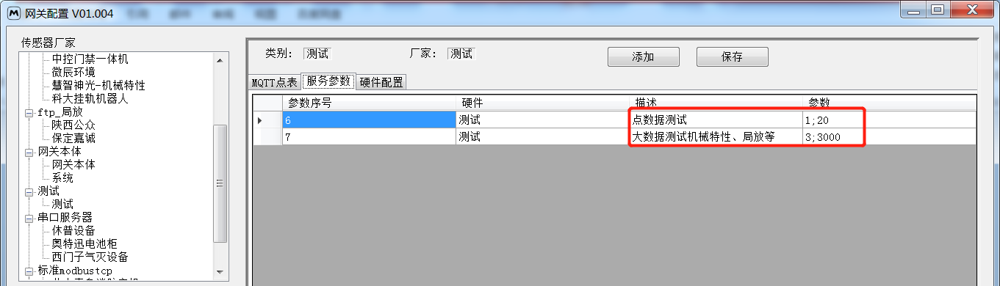 网关配置 V01.004
传感器厂家
中控门禁一体机
微辰环境
慧智神光-机械特性
科大挂轨机器人
ftp_局放
陕西公众
保定嘉诚
网关本体
网关本体
系统
测试
测试
串口服务器
休普设备
奥特迅电池柜
西门子气灭设备
标准modbustcp
类别： 测试 厂家： 测试 添加 保存
MQTT点表 服务参数 硬件配置
参数序号 硬件 描述 参数
6 测试 点数据测试 1;20
7 测试 大数据测试机械特性、局放等 3;3000